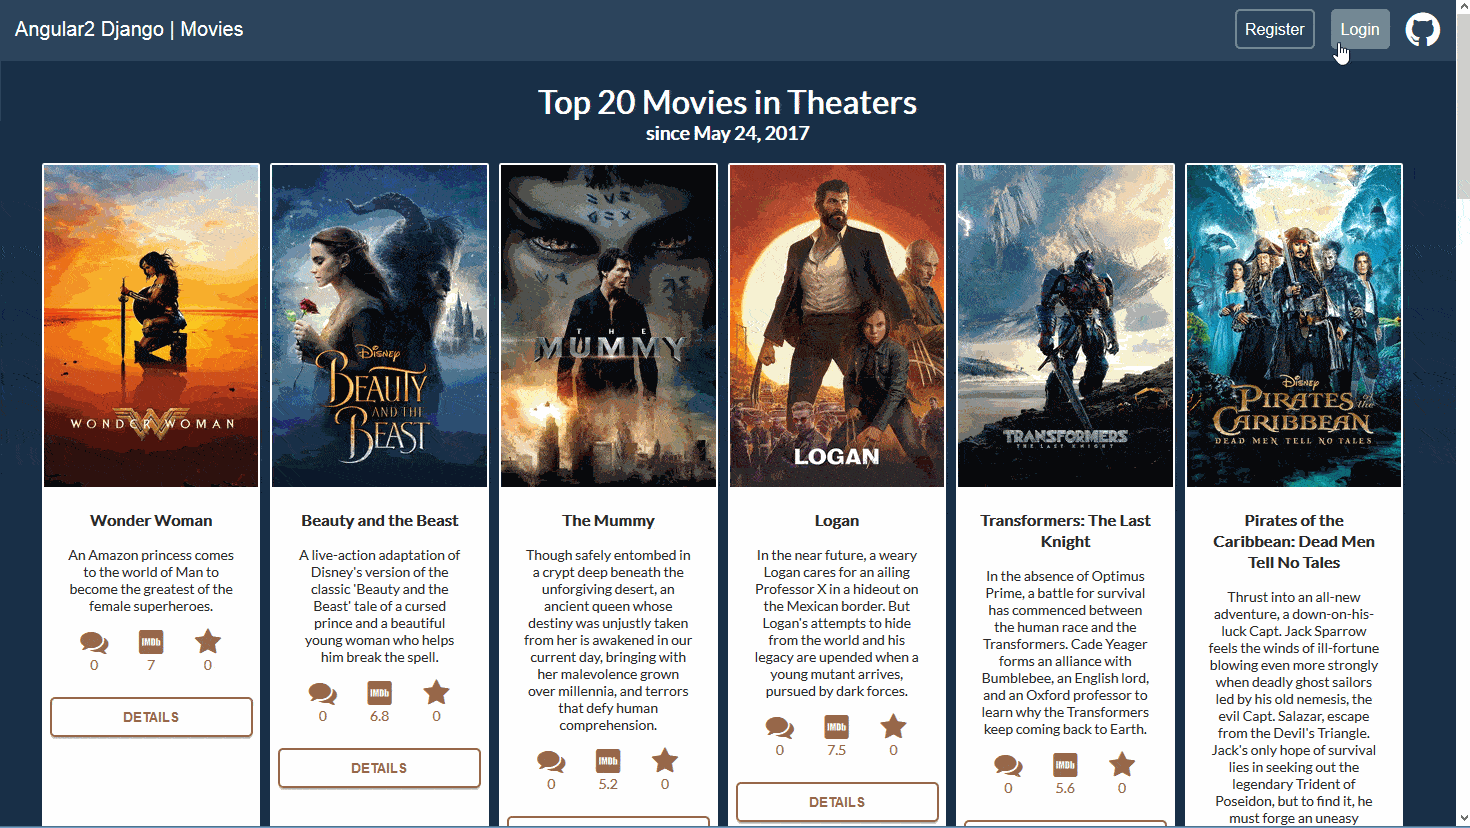 Angular2 Django | Movies
Register
Login
Top 20 Movies in Theaters
since May 24, 2017
WONDER WOMAN
Disney
BEAUTY
AND THE
BEAST
THE
MUMMY
LOGAN
TRANSFORMERS
THE LAST KNIGHT
Disney
PIRATES of the
CARIBBEAN
DEAD MEN TELL NO TALES
Wonder Woman
An Amazon princess comes
to the world of Man to
become the greatest of the
female superheroes.
IMDb
0
7
0
DETAILS
Beauty and the Beast
A live-action adaptation of
Disney's version of the
classic 'Beauty and the
Beast' tale of a cursed
prince and a beautiful
young woman who helps
him break the spell.
IMDb
0
6.8
0
DETAILS
The Mummy
Though safely entombed in
a crypt deep beneath the
unforgiving desert, an
ancient queen whose
destiny was unjustly taken
from her is awakened in our
current day, bringing with
her malevolence grown
over millennia, and terrors
that defy human
comprehension.
IMDb
0
5.2
0
Logan
In the near future, a weary
Logan cares for an ailing
Professor X in a hideout on
the Mexican border. But
Logan's attempts to hide
from the world and his
legacy are upended when a
young mutant arrives,
pursued by dark forces.
IMDb
0
7.5
0
DETAILS
Transformers: The Last
Knight
In the absence of Optimus
Prime, a battle for survival
has commenced between
the human race and the
Transformers. Cade Yeager
forms an alliance with
Bumblebee, an English lord,
and an Oxford professor to
learn why the Transformers
keep coming back to Earth.
IMDb
0
5.6
0
Pirates of the
Caribbean: Dead Men
Tell No Tales
Thrust into an all-new
adventure, a down-on-his-
luck Capt. Jack Sparrow
feels the winds of ill-fortune
blowing even more strongly
when deadly ghost sailors
led by his old nemesis, the
evil Capt. Salazar, escape
from the Devil's Triangle.
Jack's only hope of survival
lies in seeking out the
legendary Trident of
Poseidon, but to find it, he
must forge an uneasy